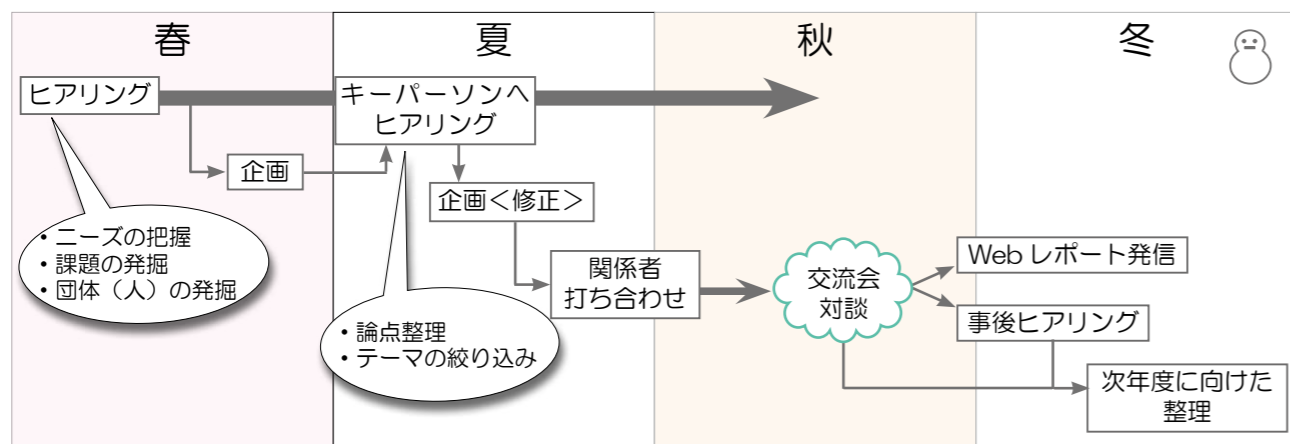 春
夏
秋
冬
ヒアリング
企画
・ニーズの把握
・課題の発掘
・団体（人）の発掘
キーパーソンへ
ヒアリング
企画＜修正＞
・論点整理
・テーマの絞り込み
関係者
打ち合わせ
交流会
対談
Web レポート発信
事後ヒアリング
次年度に向けた
整理